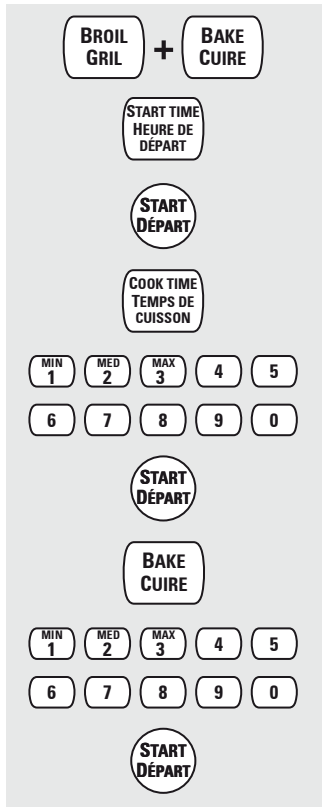 BROIL GRIL + BAKE CUIRE
START TIME
HEURE DE
DÉPART
START
DÉPART
COOK TIME
TEMPS DE
CUISSON
MIN 1 MED 2 MAX 3 4 5
6 7 8 9 0
START
DÉPART
BAKE
CUIRE
MIN 1 MED 2 MAX 3 4 5
6 7 8 9 0
START
DÉPART